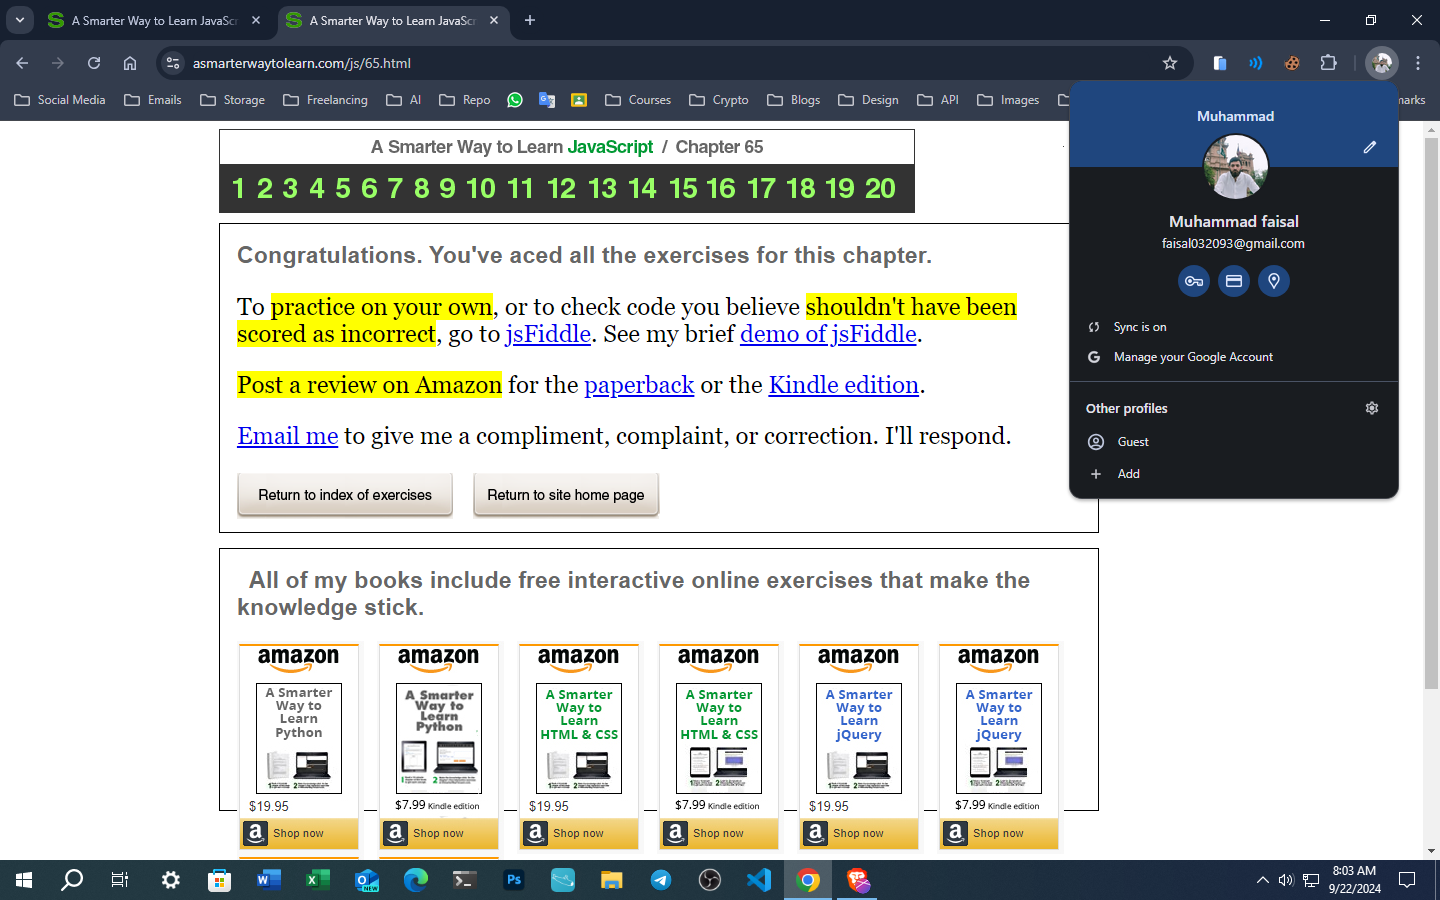 A Smarter Way to Learn JavaSc
A Smarter Way to Learn JavaSc
asmarterwaytolearn.com/js/65.html
Social Media
Emails
Storage
Freelancing
AI
Repo
Courses
Crypto
Blogs
Design
API
Images
marks
A Smarter Way to Learn JavaScript / Chapter 65
1 2 3 4 5 6 7 8 9 10 11 12 13 14 15 16 17 18 19 20
Congratulations. You've aced all the exercises for this chapter.
To practice on your own, or to check code you believe shouldn't have been
scored as incorrect, go to jsFiddle. See my brief demo of jsFiddle.
Post a review on Amazon for the paperback or the Kindle edition.
Email me to give me a compliment, complaint, or correction. I'll respond.
Return to index of exercises
Return to site home page
Muhammad
Muhammad faisal
faisal032093@gmail.com
Sync is on
Manage your Google Account
Other profiles
Guest
Add
All of my books include free interactive online exercises that make the
knowledge stick.
amazon
A Smarter
Way to
Learn
Python
$19.95
Shop now
amazon
A Smarter
Way to
Learn
Python
$7.99 Kindle edition
Shop now
amazon
A Smarter
Way to
Learn
HTML & CSS
$19.95
Shop now
amazon
A Smarter
Way to
Learn
HTML & CSS
$7.99 Kindle edition
Shop now
amazon
A Smarter
Way to
Learn
jQuery
$19.95
Shop now
amazon
A Smarter
Way to
Learn
jQuery
$7.99 Kindle edition
Shop now
NEW
Ps
8:03 AM
9/22/2024